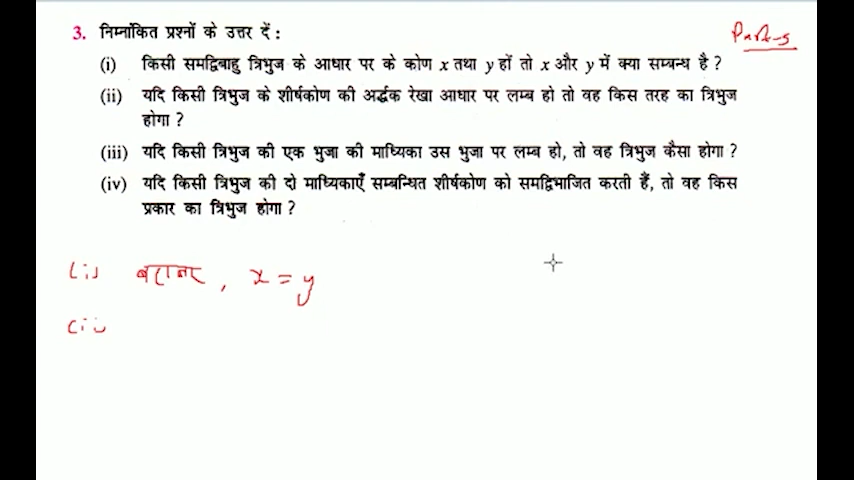 3. निम्नांकित प्रश्नों के उत्तर दें :
Part-5
(i) किसी समद्विबाहु त्रिभुज के आधार पर के कोण x तथा y हों तो x और y में क्या सम्बन्ध है ?
(ii) यदि किसी त्रिभुज के शीर्षकोण की अर्द्धक रेखा आधार पर लम्ब हो तो वह किस तरह का त्रिभुज
होगा ?
(iii) यदि किसी त्रिभुज की एक भुजा की माध्यिका उस भुजा पर लम्ब हो, तो वह त्रिभुज कैसा होगा ?
(iv) यदि किसी त्रिभुज की दो माध्यिकाएँ सम्बन्धित शीर्षकोण को समद्विभाजित करती हैं, तो वह किस
प्रकार का त्रिभुज होगा ?
(i) बराबर, x = y
(ii)